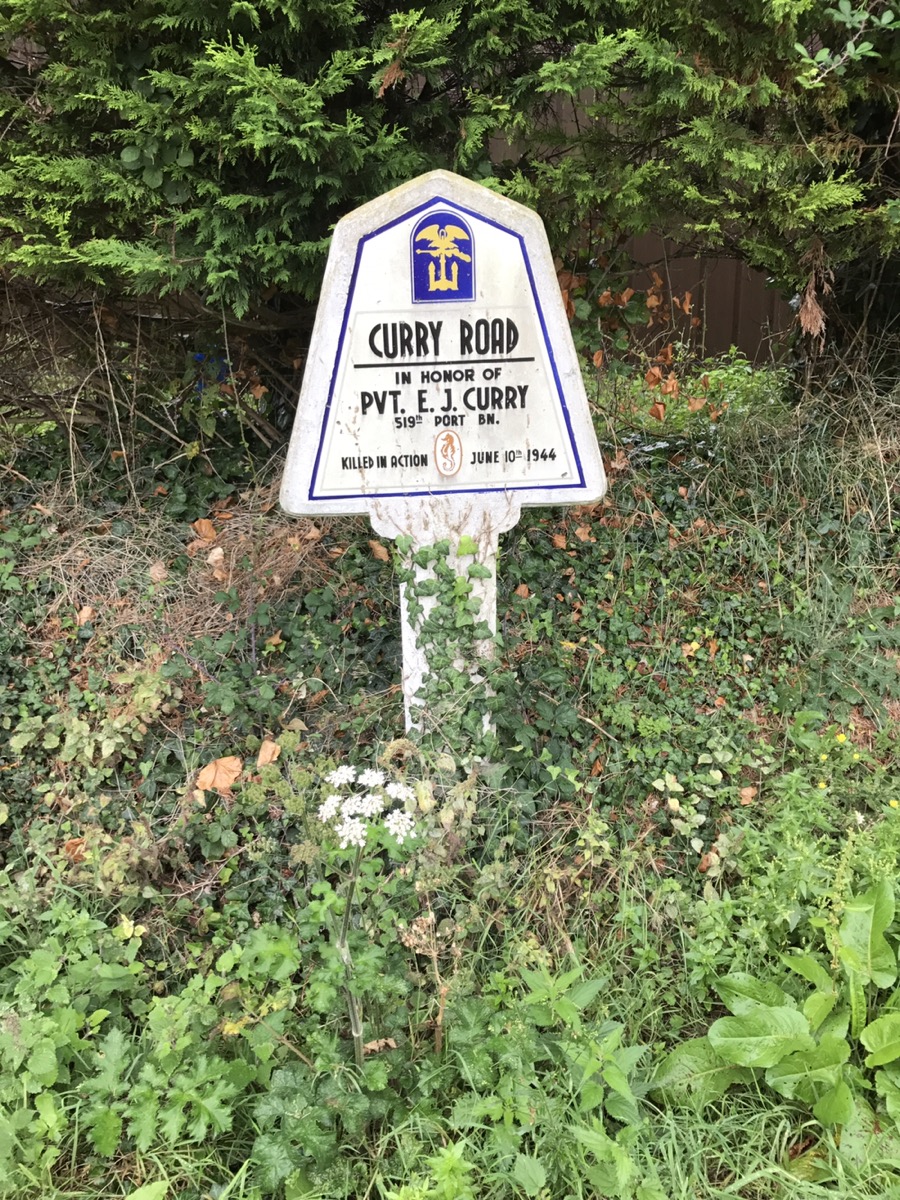 CURRY ROAD
IN HONOR OF
PVT. E. J. CURRY
519th PORT BN.
KILLED IN ACTION JUNE 10th 1944